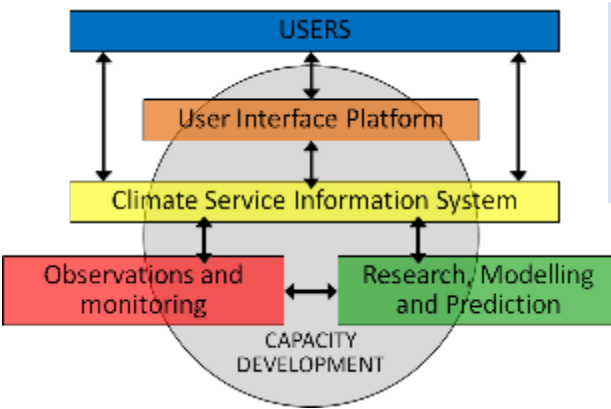 USERS
User Interface Platform
Climate Service Information System
Observations and
monitoring
Research, Modelling
and Prediction
CAPACITY
DEVELOPMENT